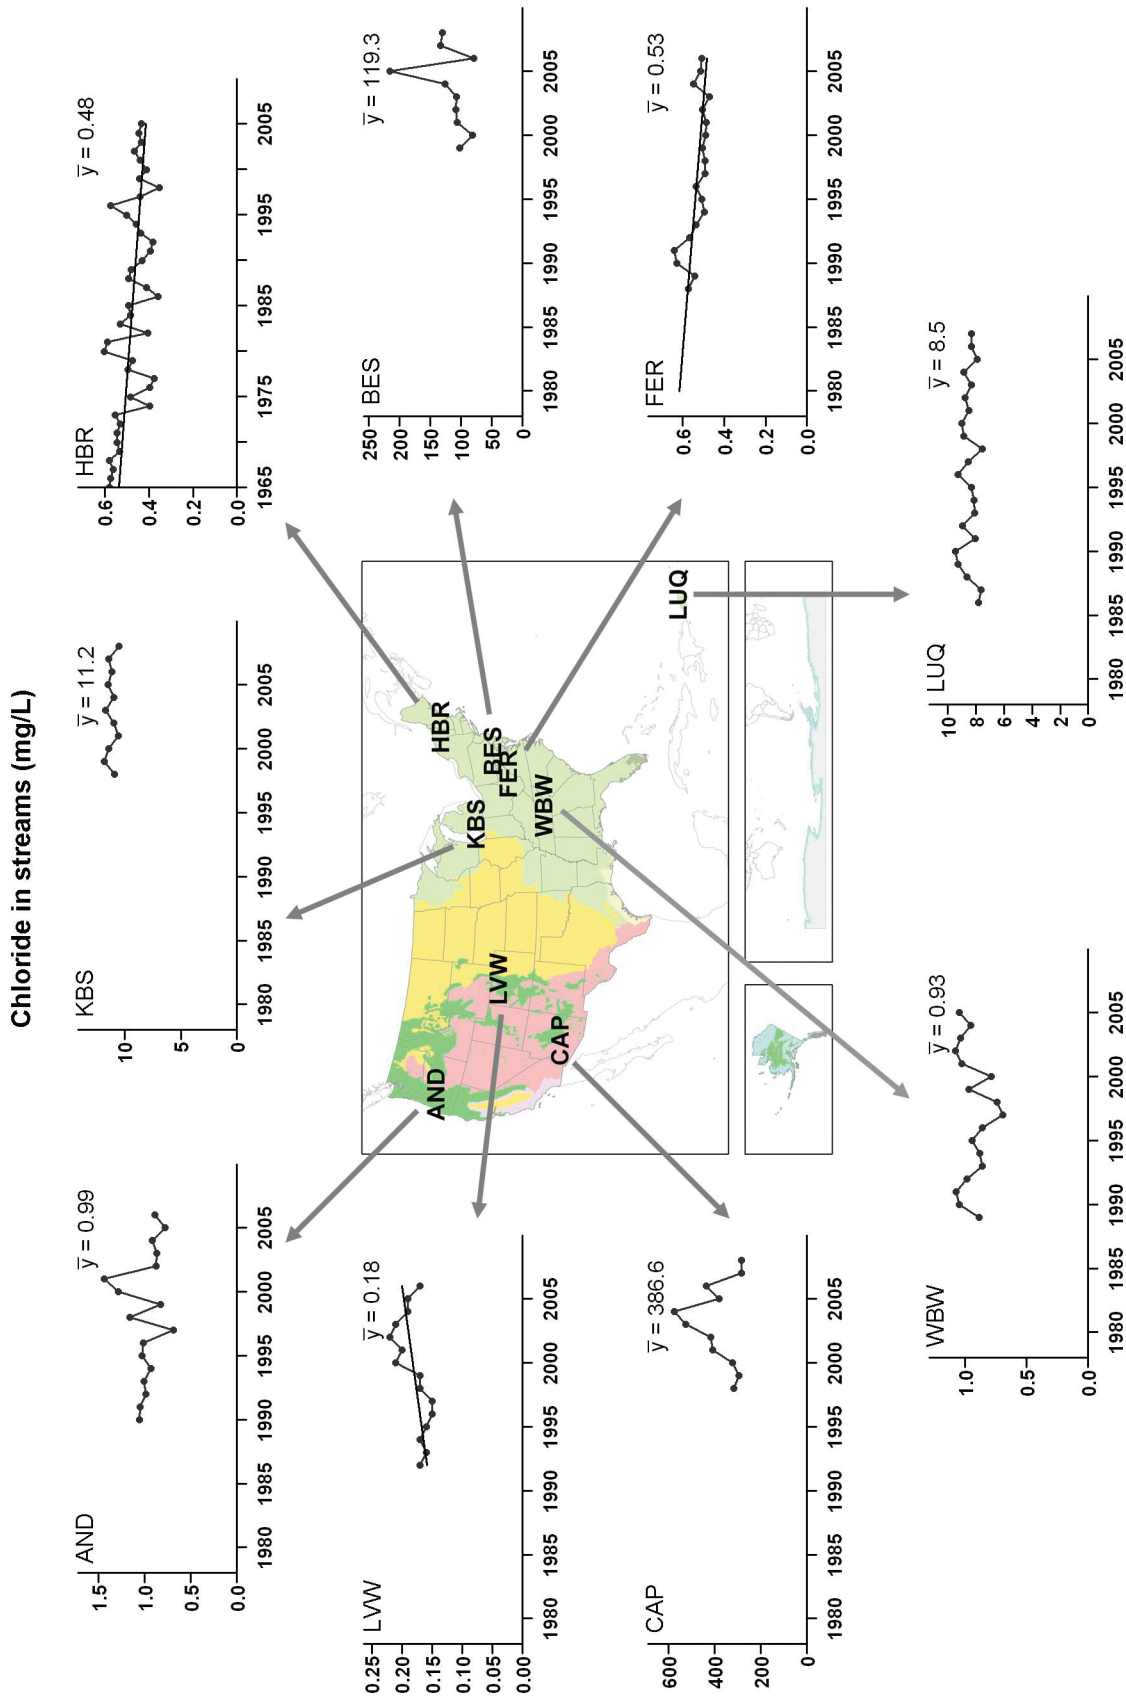 Chloride in streams (mg/L)
AND
y̅ = 0.99
1.5
1.0
0.5
0.0
1980 1985 1990 1995 2000 2005
KBS
y̅ = 11.2
10
5
0
1980 1985 1990 1995 2000 2005
HBR
y̅ = 0.48
0.6
0.4
0.2
0.0
1965 1975 1985 1995 2005
LVW
y̅ = 0.18
0.25
0.20
0.15
0.10
0.05
0.00
1980 1985 1990 1995 2000 2005
AND
LVW
CAP
KBS
HBR
BES
FER
WBW
LUQ
BES
y̅ = 119.3
250
200
150
100
50
0
1980 1985 1990 1995 2000 2005
CAP
y̅ = 386.6
600
400
200
0
1980 1985 1990 1995 2000 2005
FER
y̅ = 0.53
0.6
0.4
0.2
0.0
1980 1985 1990 1995 2000 2005
WBW
y̅ = 0.93
1.0
0.5
0.0
1980 1985 1990 1995 2000 2005
LUQ
y̅ = 8.5
10
8
6
4
2
0
1980 1985 1990 1995 2000 2005